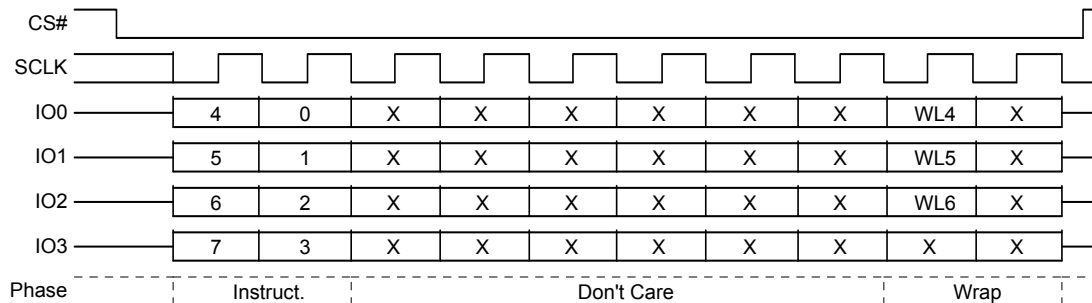 CS#
SCLK
IO0 4 0 X X X X X X WL4 X
IO1 5 1 X X X X X X WL5 X
IO2 6 2 X X X X X X WL6 X
IO3 7 3 X X X X X X X X
Phase Instruct. Don't Care Wrap